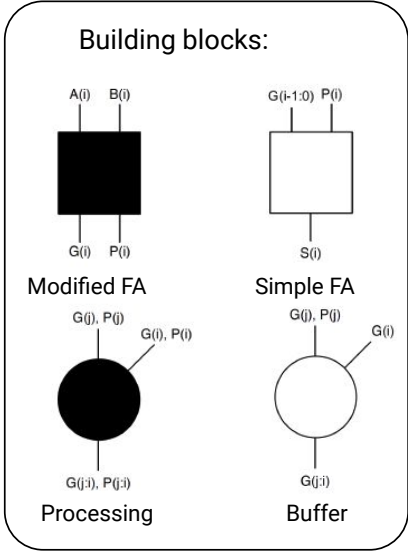 Building blocks:
A(i) B(i)
G(i-1:0) P(i)
G(i) P(i)
S(i)
Modified FA
Simple FA
G(j), P(j)
G(i), P(i)
G(j), P(j)
G(i)
G(j:i), P(j:i)
G(j:i)
Processing
Buffer